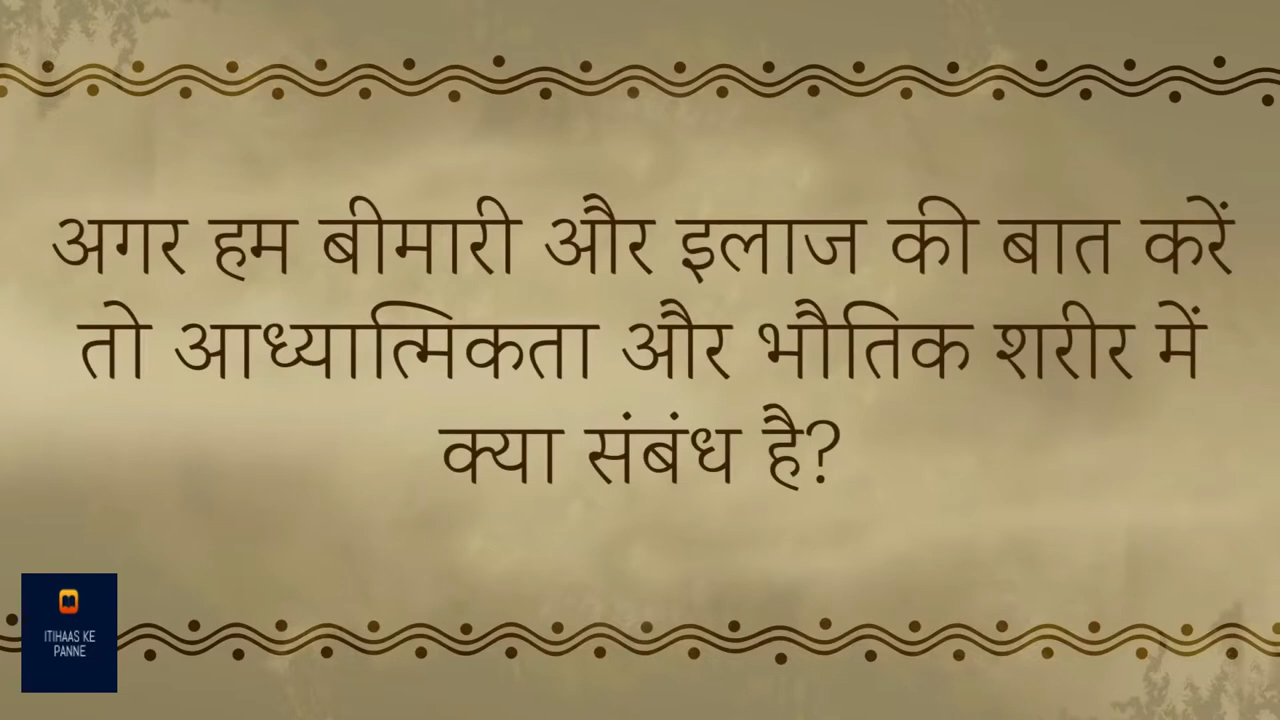 अगर हम बीमारी और इलाज की बात करें
तो आध्यात्मिकता और भौतिक शरीर में
क्या संबंध है?
ITIHAAS KE
PANNE